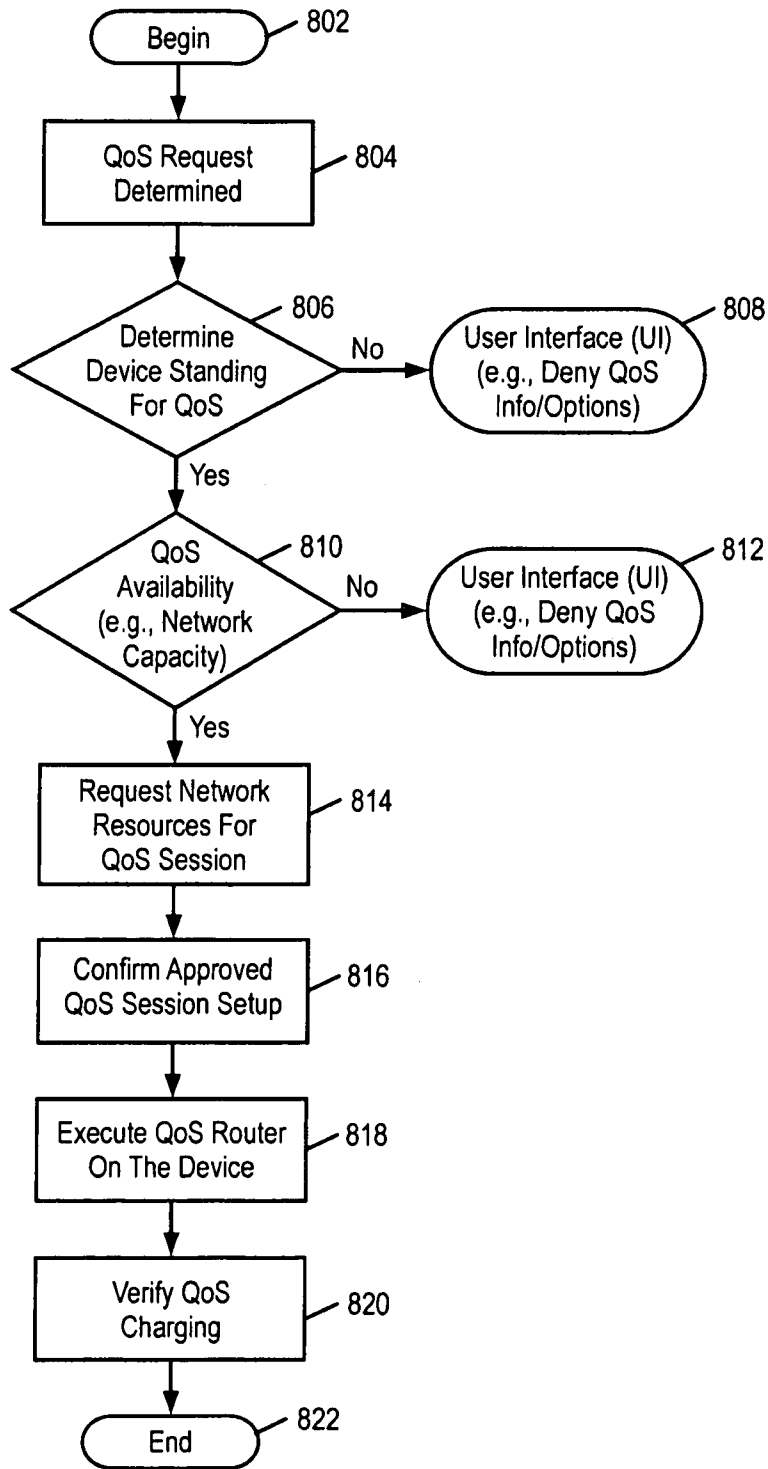 Begin
802
QoS Request
Determined
804
806
Determine
Device Standing
For QoS
No
808
User Interface (UI)
(e.g., Deny QoS
Info/Options)
Yes
810
QoS
Availability
(e.g., Network
Capacity)
No
812
User Interface (UI)
(e.g., Deny QoS
Info/Options)
Yes
Request Network
Resources For
QoS Session
814
Confirm Approved
QoS Session Setup
816
Execute QoS Router
On The Device
818
Verify QoS
Charging
820
End
822